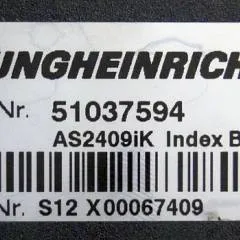 UNGHEINRICH
Nr. 51037594
AS2409iK Index B
Nr. S12 X00067409